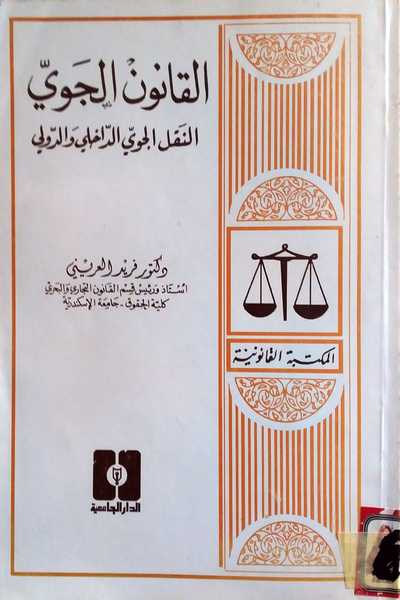 القانون الجوي
النقل الجوي الداخلي والدولي
دكتور فريد العريني
أستاذ ورئيس قسم القانون التجاري والبحري
كلية الحقوق - جامعة الإسكندرية
المكتبة القانونية
الدار الجامعية